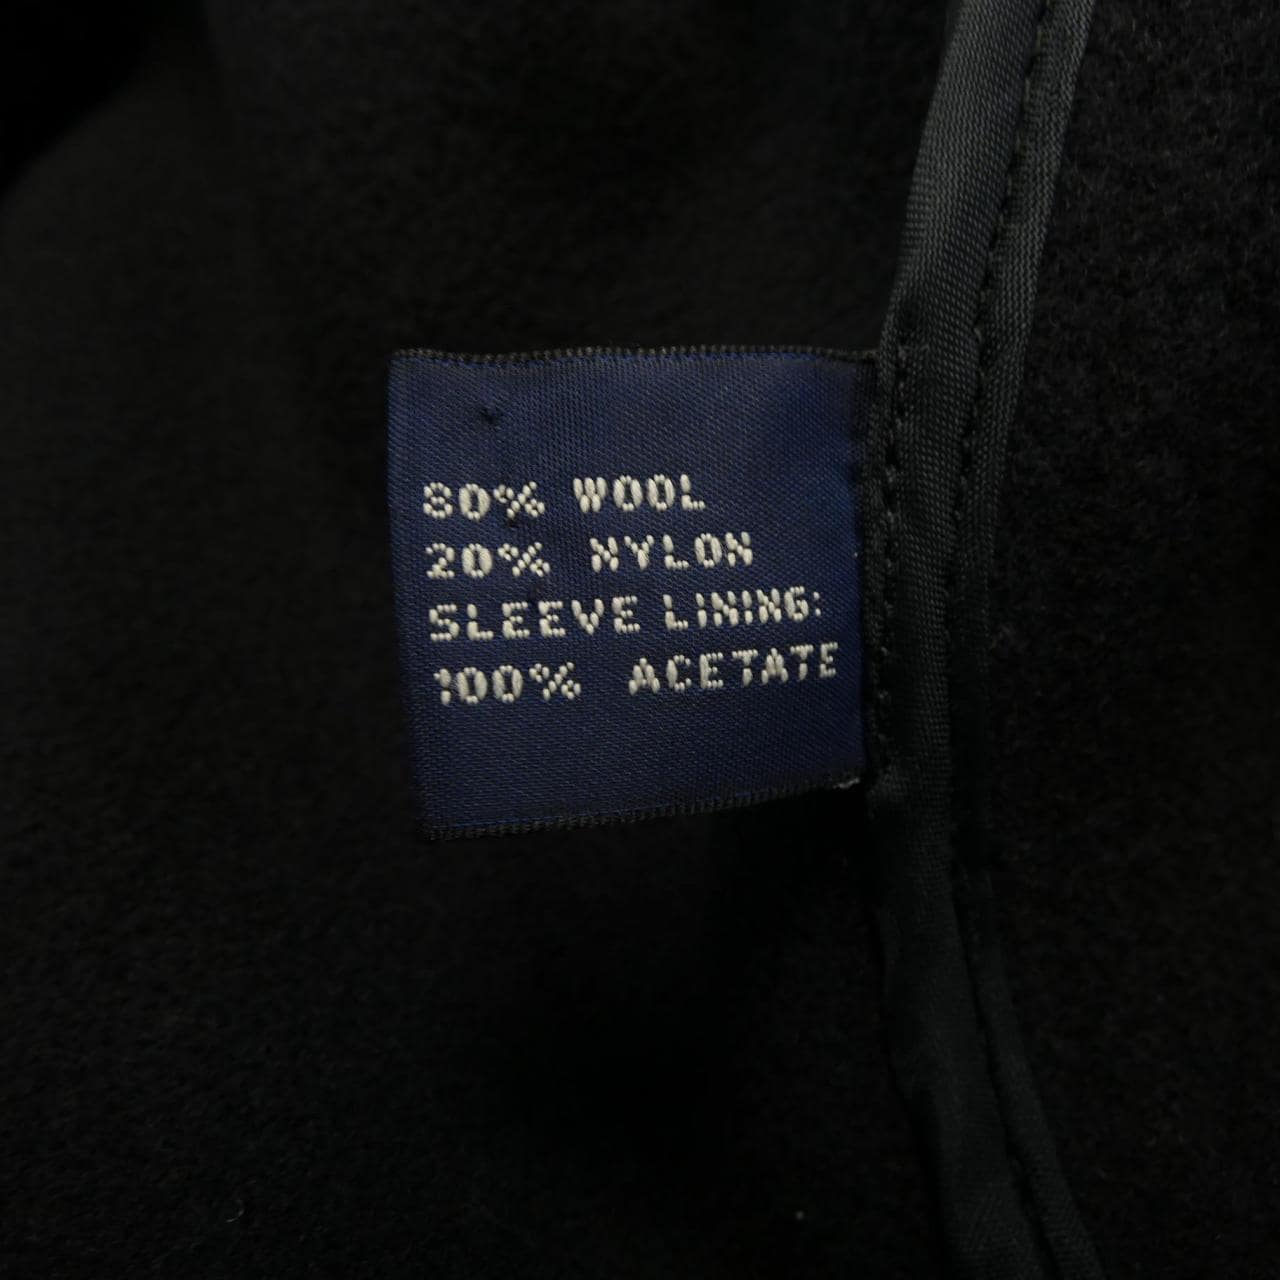 80% WOOL
20% NYLON
SLEEVE LINING:
100% ACETATE